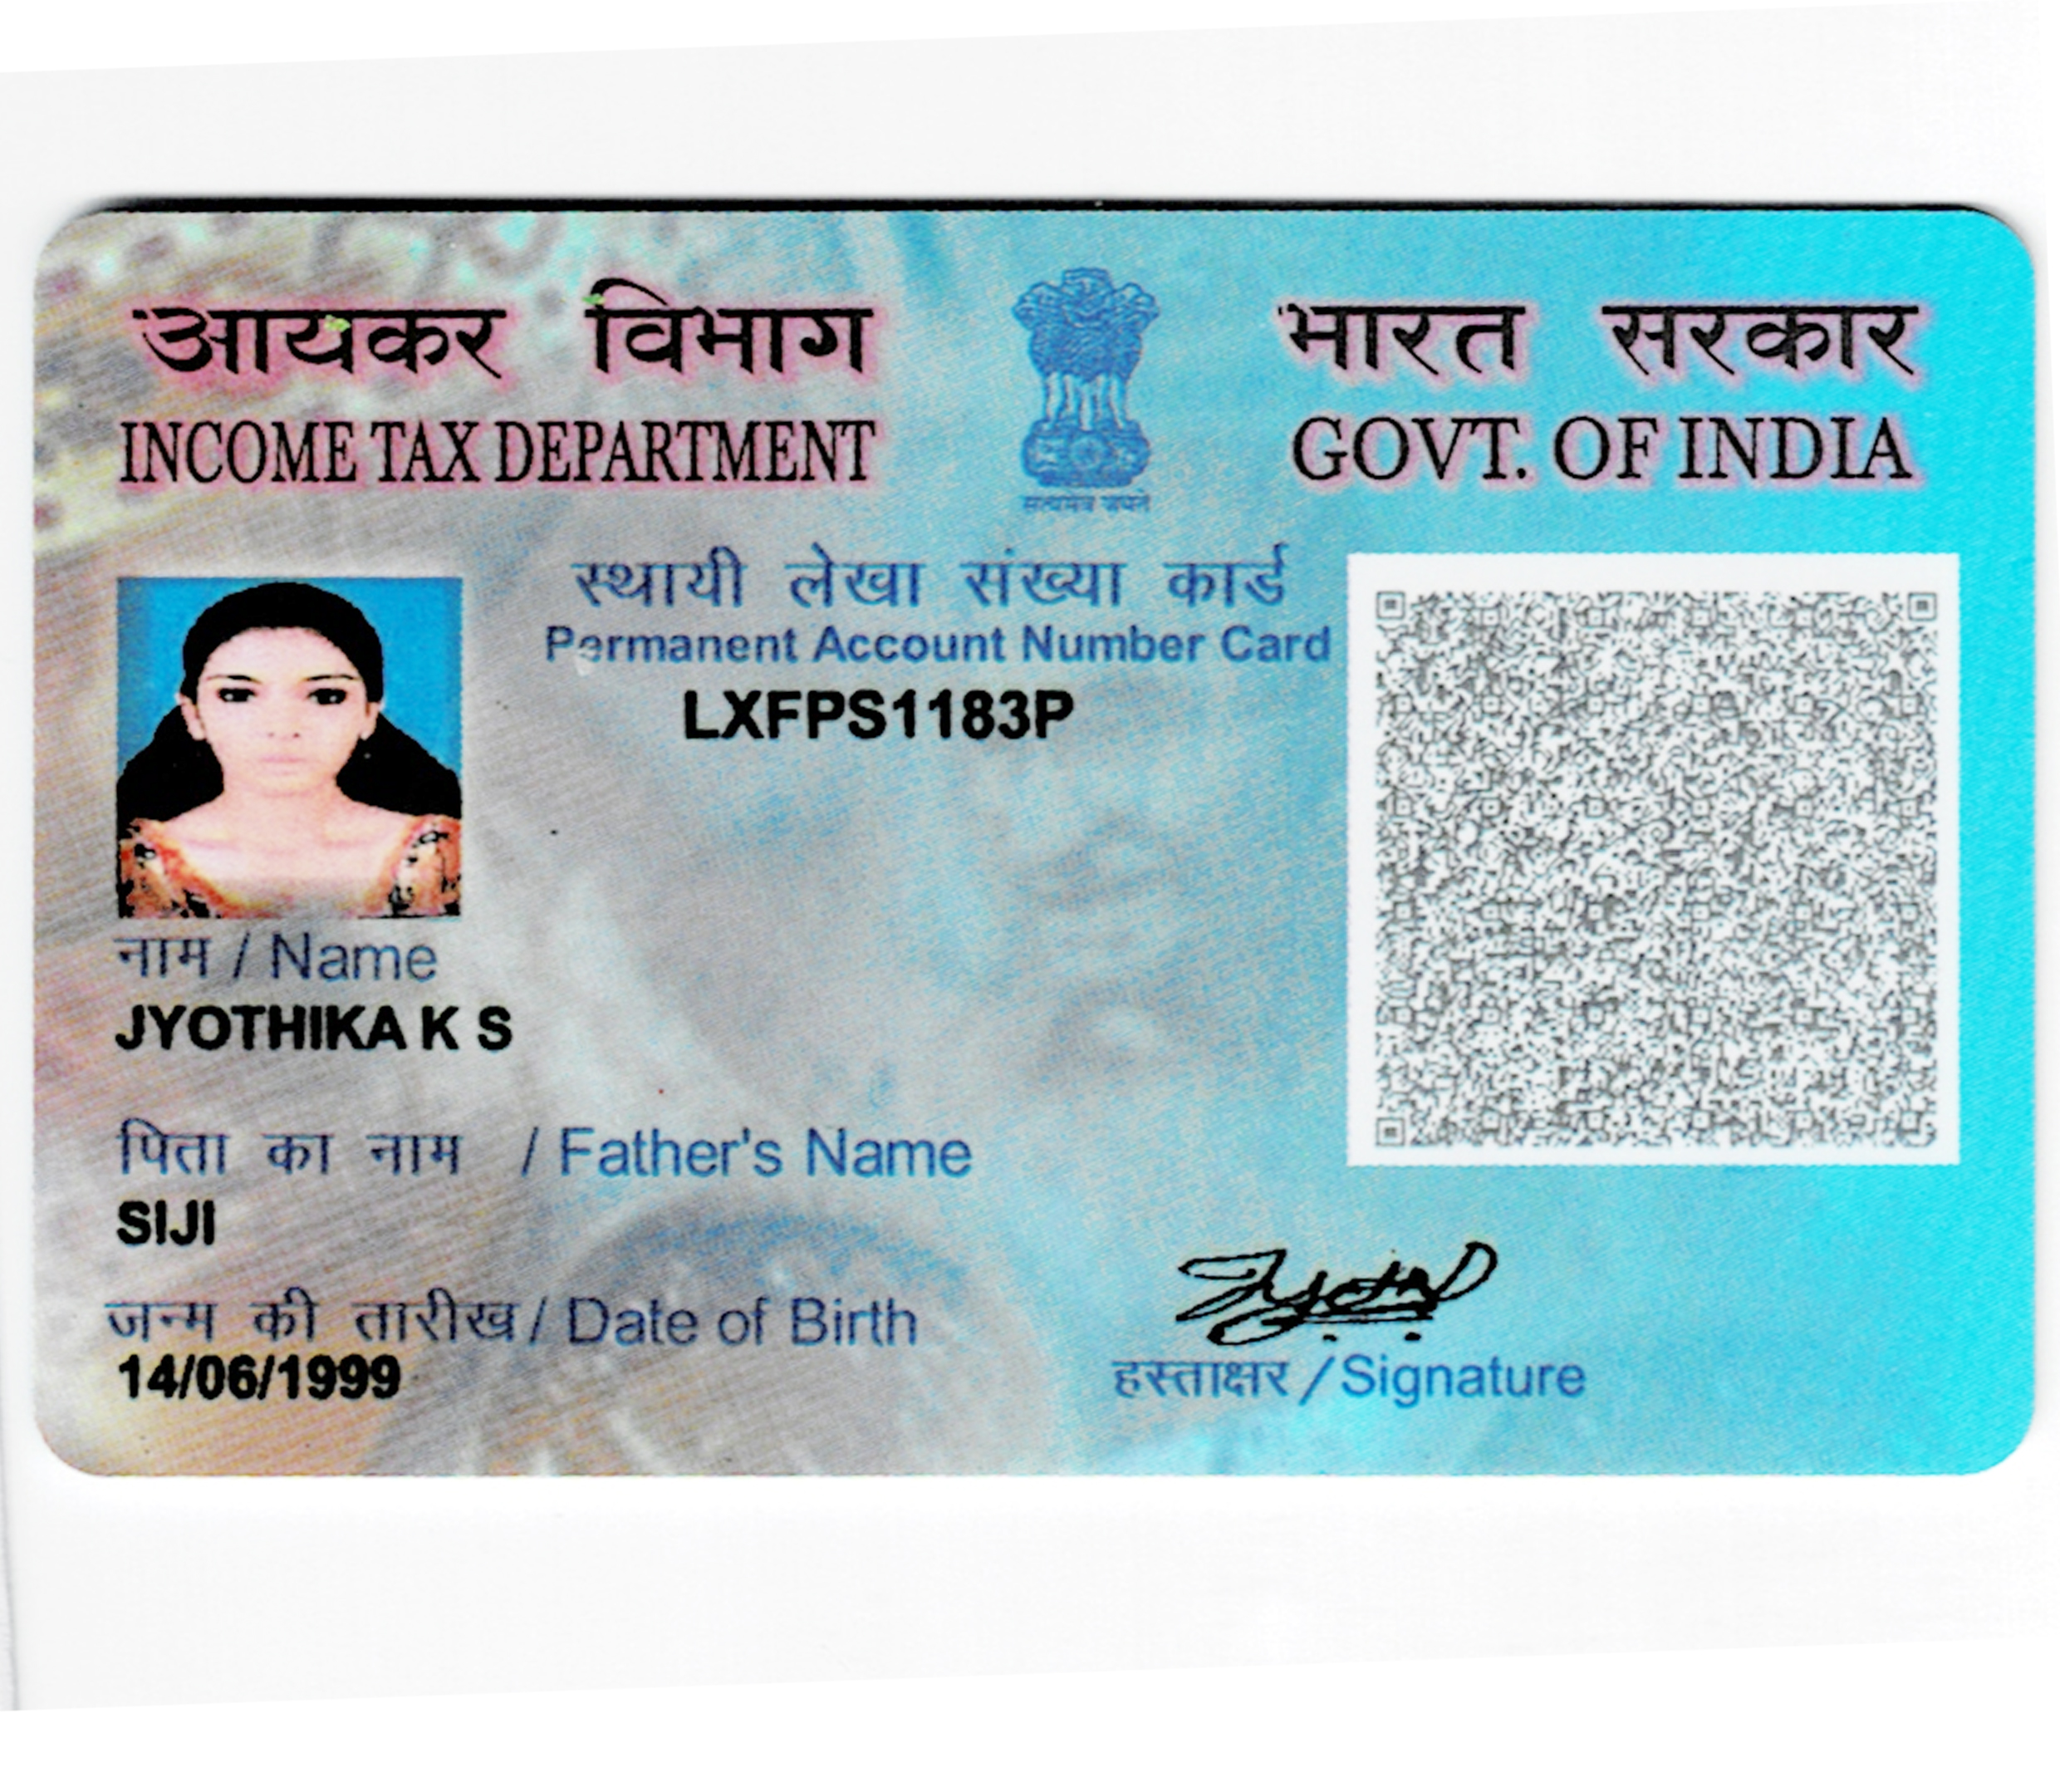 आयकर विभाग
INCOME TAX DEPARTMENT
सत्यमेव जयते
भारत सरकार
GOVT. OF INDIA
स्थायी लेखा संख्या कार्ड
Permanent Account Number Card
LXFPS1183P
नाम / Name
JYOTHIKA K S
पिता का नाम / Father's Name
SIJI
जन्म की तारीख / Date of Birth
14/06/1999
हस्ताक्षर / Signature